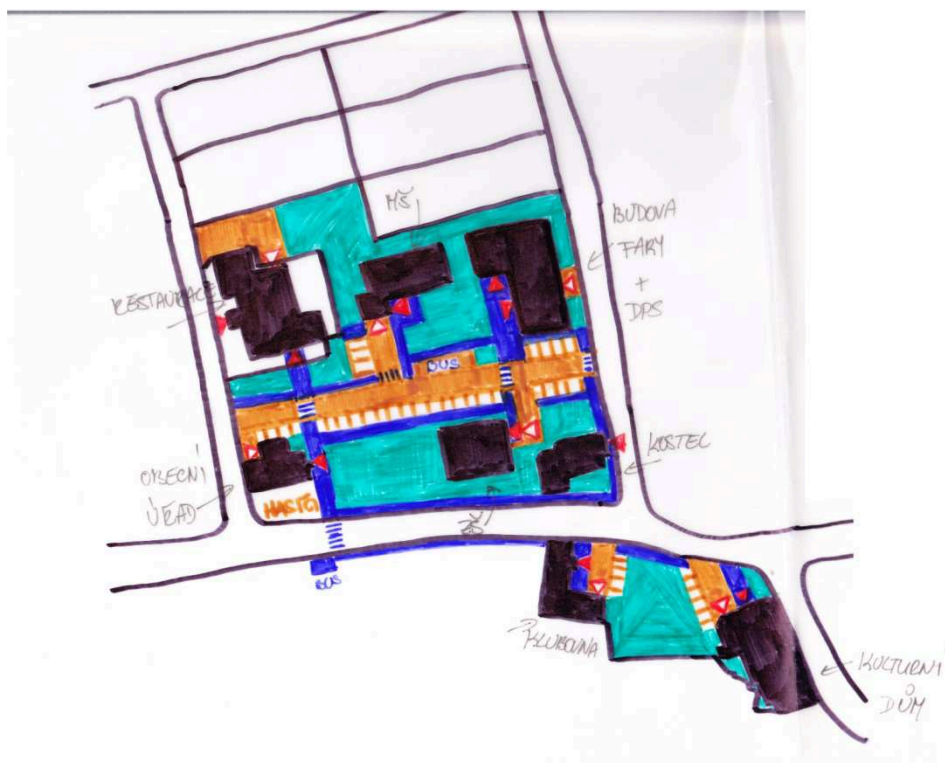 MŠ
BUDOVA
FARY
+
DPS
RESTAURACE
BUS
KOSTEL
OBECNÍ
ÚŘAD
HASIČI
BUS
KLUBOVNA
KULTURNÍ
DŮM